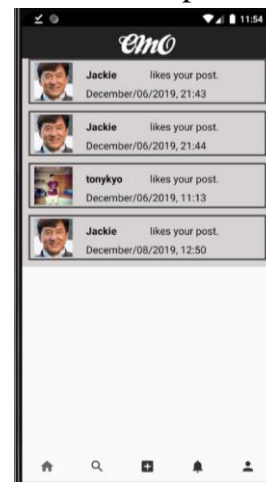 11:54
CMO
Jackie likes your post.
December/06/2019, 21:43
Jackie likes your post.
December/06/2019, 21:44
tonykyo likes your post.
December/06/2019, 11:13
Jackie likes your post.
December/08/2019, 12:50